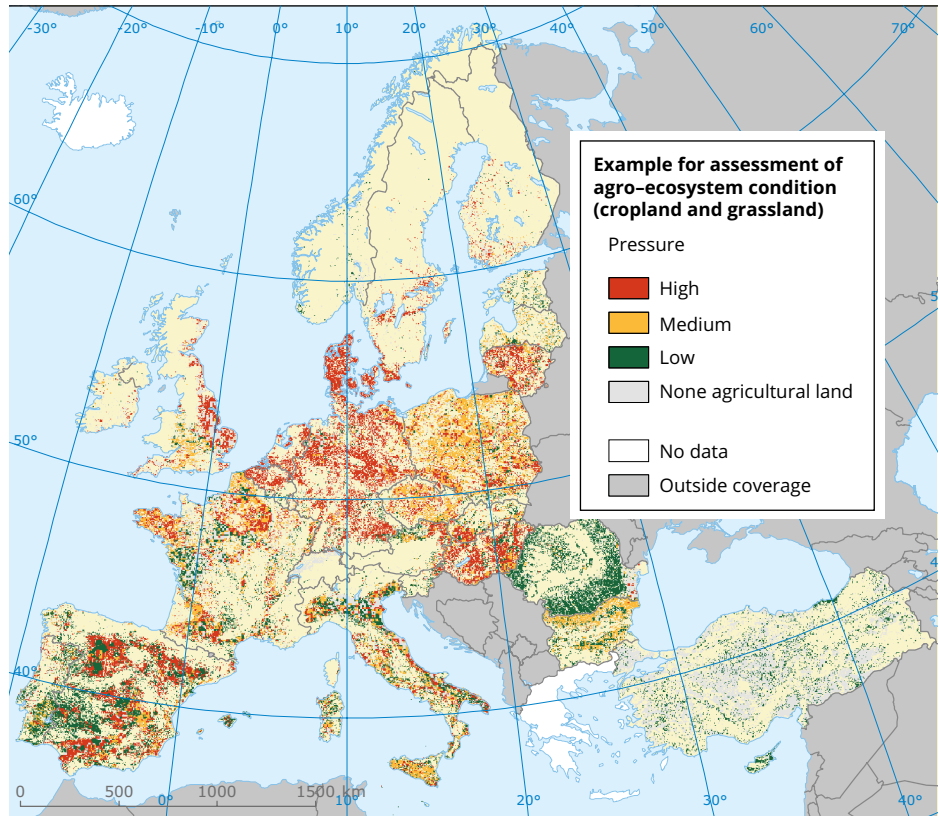 -30° -20° -10° 0° 10° 20° 30° 40° 50° 60° 70°
Example for assessment of
agro–ecosystem condition
(cropland and grassland)
Pressure
High
Medium
Low
None agricultural land
No data
Outside coverage
60°
5
50°
4
40°
0 500 1000 1500 km
0° 10° 20° 30° 40°